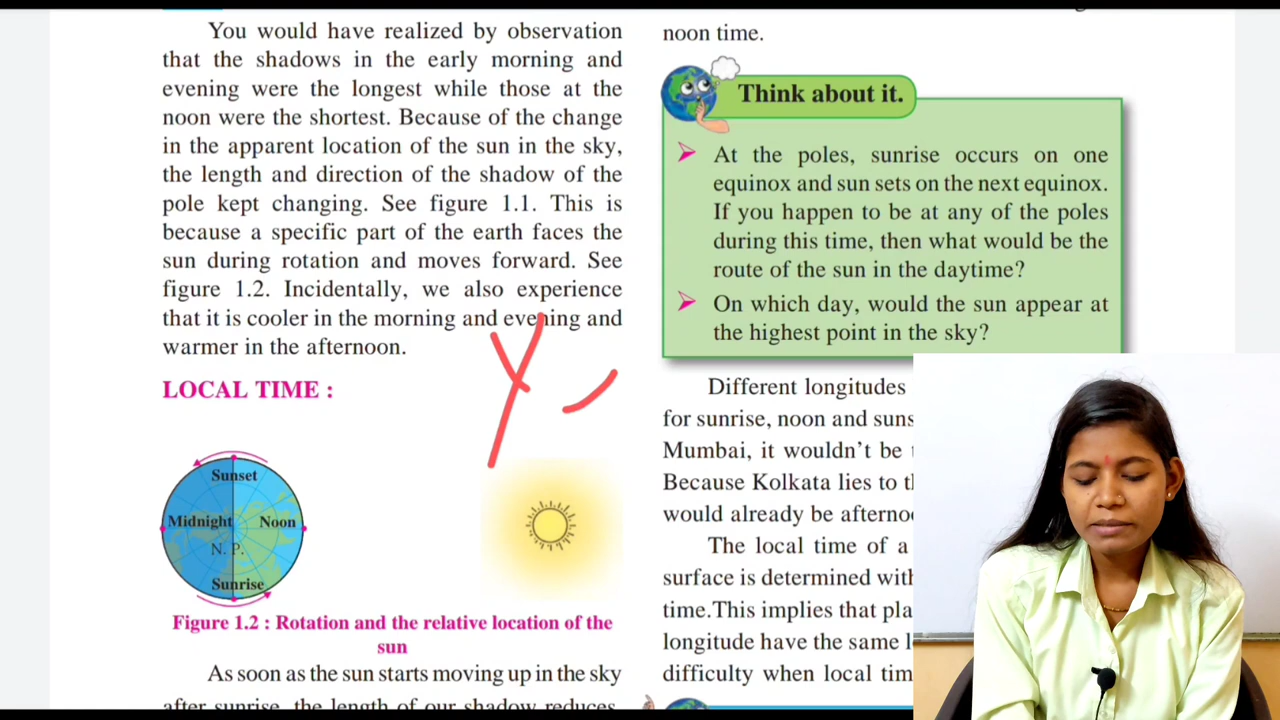 You would have realized by observation
that the shadows in the early morning and
evening were the longest while those at the
noon were the shortest. Because of the change
in the apparent location of the sun in the sky,
the length and direction of the shadow of the
pole kept changing. See figure 1.1. This is
because a specific part of the earth faces the
sun during rotation and moves forward. See
figure 1.2. Incidentally, we also experience
that it is cooler in the morning and evening and
warmer in the afternoon.
LOCAL TIME :
Sunset
Midnight
Noon
N. P.
Sunrise
Figure 1.2 : Rotation and the relative location of the
sun
As soon as the sun starts moving up in the sky
after sunrise, the length of our shadow reduces.
noon time.
Think about it.
➤ At the poles, sunrise occurs on one
equinox and sun sets on the next equinox.
If you happen to be at any of the poles
during this time, then what would be the
route of the sun in the daytime?
➤ On which day, would the sun appear at
the highest point in the sky?
Different longitudes
for sunrise, noon and suns
Mumbai, it wouldn't be
Because Kolkata lies to t
would already be afterno
The local time of a
surface is determined with
time.This implies that pla
longitude have the same l
difficulty when local tim